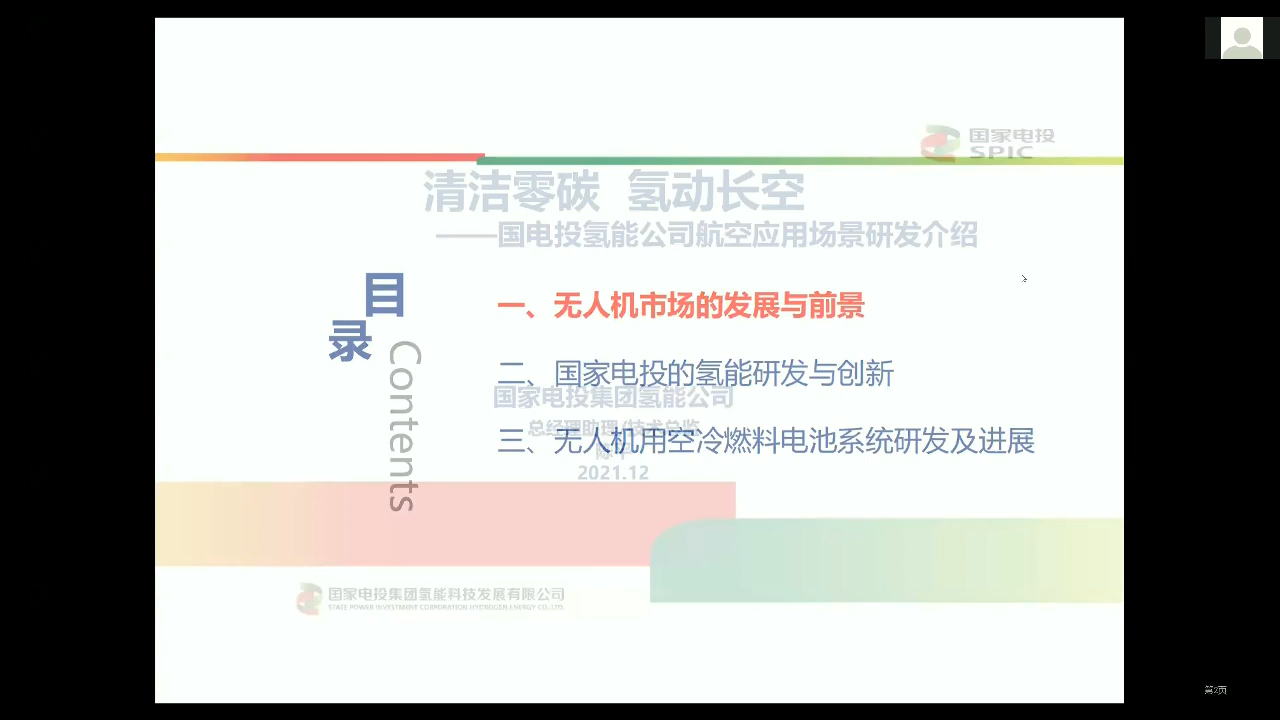 国家电投
SPIC
清洁零碳 氢动长空
——国电投氢能公司航空应用场景研发介绍
目录
Contents
一、无人机市场的发展与前景
二、国家电投的氢能研发与创新
国家电投集团氢能公司
总经理助理/技术总监
三、无人机用空冷燃料电池系统研发及进展
2021.12
国家电投集团氢能科技发展有限公司
STATE POWER INVESTMENT CORPORATION HYDROGEN ENERGY CO.,LTD.
第2页